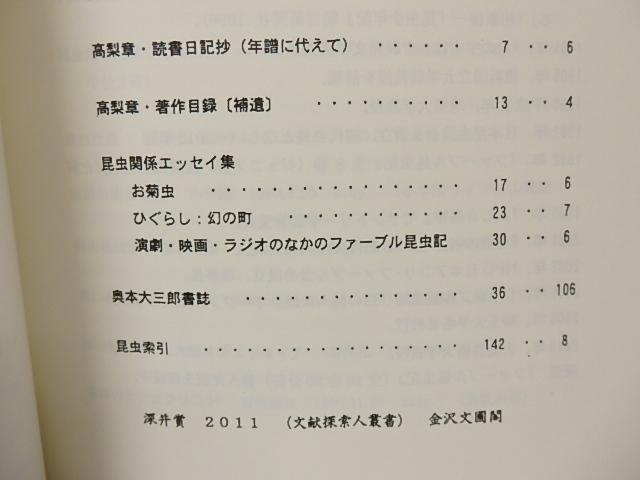 高梨章・読書日記抄（年譜に代えて）・・・・・・・7・・6
高梨章・著作目録〔補遺〕・・・・・・・・・・13・・4
昆虫関係エッセイ集
お菊虫・・・・・・・・・・・・・・・・・17・・6
ひぐらし：幻の町・・・・・・・・・・・・23・・7
演劇・映画・ラジオのなかのファーブル昆虫記　30・・6
奥本大三郎書誌・・・・・・・・・・・・・・36・・106
昆虫索引・・・・・・・・・・・・・・・・・142・・8
深井賞　２０１１　（文献探索人叢書）　金沢文圃閣